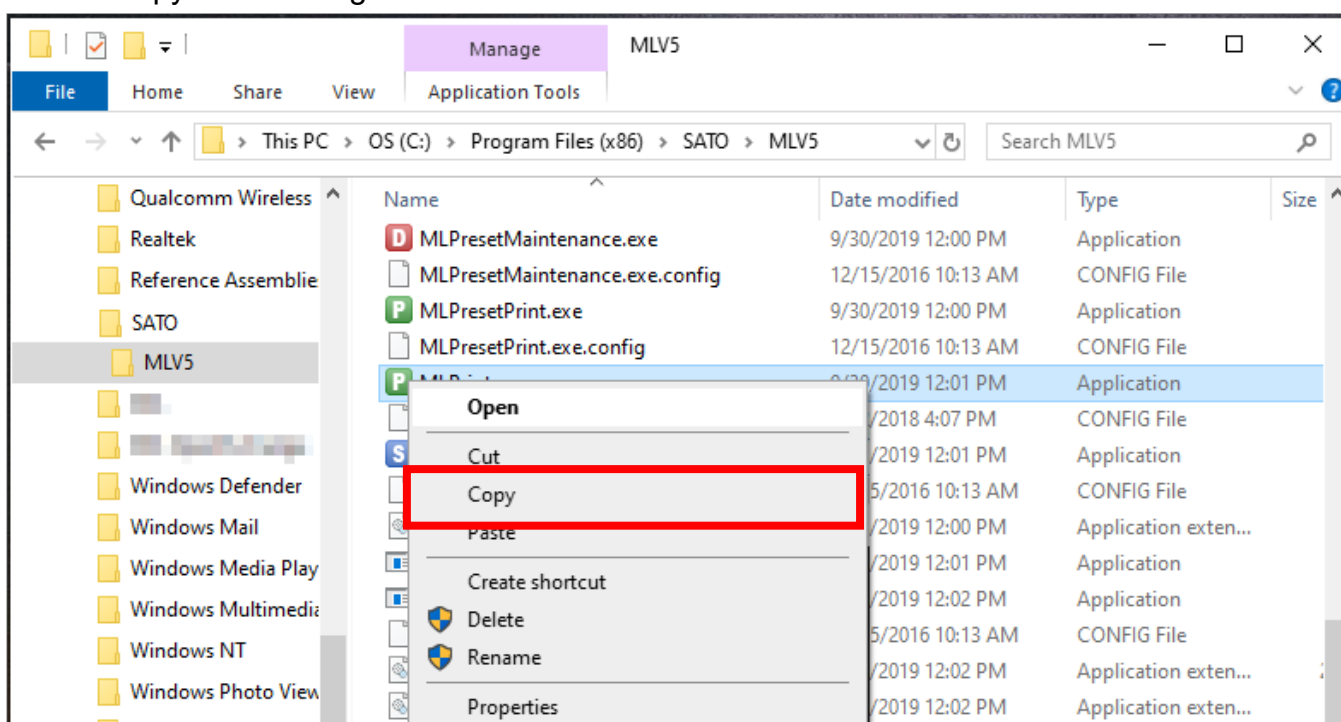 Manage MLV5
File Home Share View Application Tools
This PC > OS (C:) > Program Files (x86) > SATO > MLV5 Search MLV5
Qualcomm Wireless
Realtek
Reference Assemblie
SATO
MLV5
Windows Defender
Windows Mail
Windows Media Play
Windows Multimedia
Windows NT
Windows Photo View
Name Date modified Type Size
MLPresetMaintenance.exe 9/30/2019 12:00 PM Application
MLPresetMaintenance.exe.config 12/15/2016 10:13 AM CONFIG File
MLPresetPrint.exe 9/30/2019 12:00 PM Application
MLPresetPrint.exe.config 12/15/2016 10:13 AM CONFIG File
/2019 12:01 PM Application
/2018 4:07 PM CONFIG File
/2019 12:01 PM Application
5/2016 10:13 AM CONFIG File
/2019 12:00 PM Application exten...
/2019 12:01 PM Application
/2019 12:02 PM Application
5/2016 10:13 AM CONFIG File
/2019 12:02 PM Application exten...
/2019 12:02 PM Application exten...
Open
Cut
Copy
Paste
Create shortcut
Delete
Rename
Properties